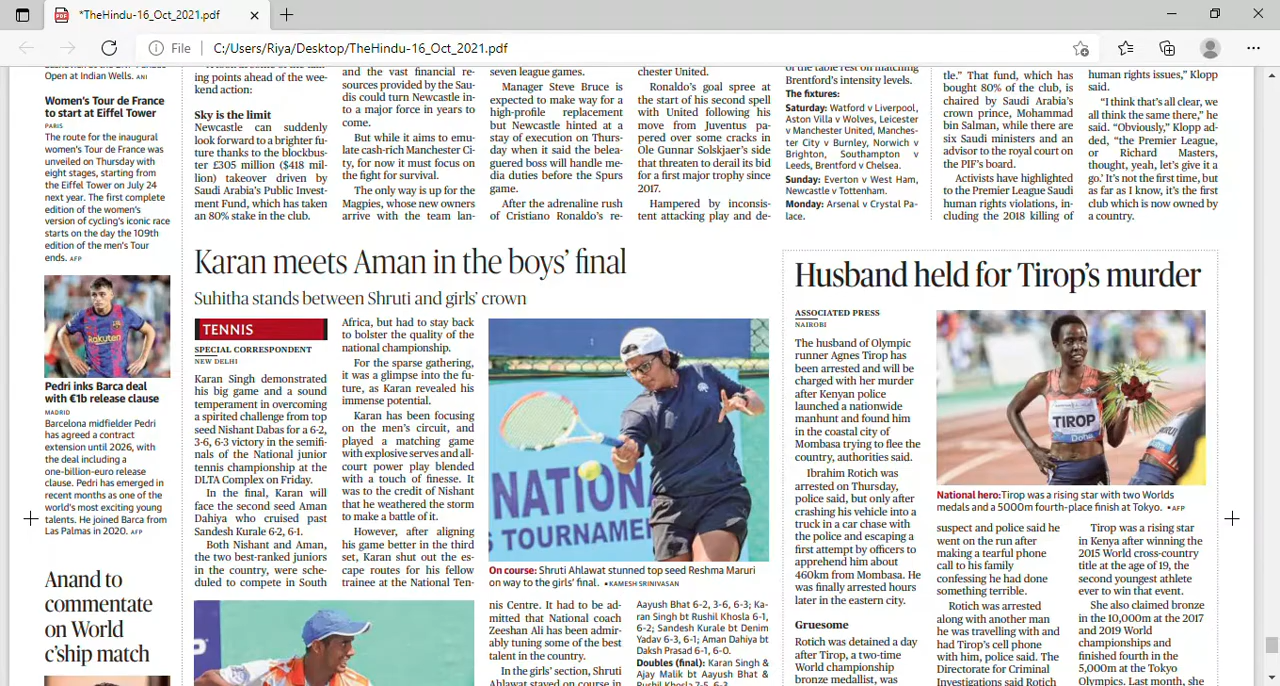 *TheHindu-16_Oct_2021.pdf
File
C:/Users/Riya/Desktop/TheHindu-16_Oct_2021.pdf
Open at Indian Wells. ANI
Women's Tour de France
to start at Eiffel Tower
PARIS
The route for the inaugural
women's Tour de France was
unveiled on Thursday with
eight stages, starting from
the Eiffel Tower on July 24
next year. The first complete
edition of the women's
version of cycling's iconic race
starts on the day the 109th
edition of the men's Tour
ends. AFP
Rakuten
Pedri inks Barca deal
with €1b release clause
MADRID
Barcelona midfielder Pedri
has agreed a contract
extension until 2026, with
the deal including a
one-billion-euro release
clause. Pedri has emerged in
recent months as one of the
world's most exciting young
talents. He joined Barca from
Las Palmas in 2020. AFP
Anand to
commentate
on World
c'ship match
ing points ahead of the wee-
kend action:
Sky is the limit
Newcastle can suddenly
look forward to a brighter fu-
ture thanks to the blockbus-
ter £305 million ($418 mil-
lion) takeover driven by
Saudi Arabia's Public Invest-
ment Fund, which has taken
an 80% stake in the club.
and the vast financial re-
sources provided by the Sau-
dis could turn Newcastle in-
to a major force in years to
come.
But while it aims to emu-
late cash-rich Manchester Ci-
ty, for now it must focus on
the fight for survival.
The only way is up for the
Magpies, whose new owners
arrive with the team lan-
seven league games.
Manager Steve Bruce is
expected to make way for a
high-profile replacement
but Newcastle hinted at a
stay of execution on Thurs-
day when it said the belea-
guered boss will handle me-
dia duties before the Spurs
game.
After the adrenaline rush
of Cristiano Ronaldo's re-
chester United.
Ronaldo's goal spree at
the start of his second spell
with United following his
move from Juventus pa-
pered over some cracks in
Ole Gunnar Solskjaer's side
that threaten to derail its bid
for a first major trophy since
2017.
Hampered by inconsis-
tent attacking play and de-
of the table rest on matching
Brentford's intensity levels.
The fixtures:
Saturday: Watford v Liverpool,
Aston Villa v Wolves, Leicester
v Manchester United, Manches-
ter City v Burnley, Norwich v
Brighton, Southampton v
Leeds, Brentford v Chelsea.
Sunday: Everton v West Ham,
Newcastle v Tottenham.
Monday: Arsenal v Crystal Pa-
lace.
tle." That fund, which has
bought 80% of the club, is
chaired by Saudi Arabia's
crown prince, Mohammad
bin Salman, while there are
six Saudi ministers and an
advisor to the royal court on
the PIF's board.
Activists have highlighted
to the Premier League Saudi
human rights violations, in-
cluding the 2018 killing of
human rights issues," Klopp
said.
"I think that's all clear, we
all think the same there," he
said. "Obviously," Klopp ad-
ded, "the Premier League,
or Richard Masters,
thought, yeah, let's give it a
go.' It's not the first time, but
as far as I know, it's the first
club which is now owned by
a country.
Karan meets Aman in the boys' final
Suhitha stands between Shruti and girls' crown
TENNIS
SPECIAL CORRESPONDENT
NEW DELHI
Karan Singh demonstrated
his big game and a sound
temperament in overcoming
a spirited challenge from top
seed Nishant Dabas for a 6-2,
3-6, 6-3 victory in the semifi-
nals of the National junior
tennis championship at the
DLTA Complex on Friday.
In the final, Karan will
face the second seed Aman
Dahiya who cruised past
Sandesh Kurale 6-2, 6-1.
Both Nishant and Aman,
the two best-ranked juniors
in the country, were sche-
duled to compete in South
Africa, but had to stay back
to bolster the quality of the
national championship.
For the sparse gathering,
it was a glimpse into the fu-
ture, as Karan revealed his
immense potential.
Karan has been focusing
on the men's circuit, and
played a matching game
with explosive serves and all-
court power play blended
with a touch of finesse. It
was to the credit of Nishant
that he weathered the storm
to make a battle of it.
However, after aligning
his game better in the third
set, Karan shut out the es-
cape routes for his fellow
trainee at the National Ten-
NATION
S TOURNAME
On course: Shruti Ahlawat stunned top seed Reshma Maruri
on way to the girls' final. • KAMESH SRINIVASAN
nis Centre. It had to be ad-
mitted that National coach
Zeeshan Ali has been admir-
ably tuning some of the best
talent in the country.
In the girls' section, Shruti
Ahlawat stayed on course in
Aayush Bhat 6-2, 3-6, 6-3; Ka-
ran Singh bt Rushil Khosla 6-1,
6-2; Sandesh Kurale bt Denim
Yadav 6-3, 6-1; Aman Dahiya bt
Daksh Prasad 6-1, 6-0.
Doubles (final): Karan Singh &
Ajay Malik bt Aayush Bhat &
Rushil Khosla 7-5, 6-3.
Husband held for Tirop's murder
ASSOCIATED PRESS
NAIROBI
The husband of Olympic
runner Agnes Tirop has
been arrested and will be
charged with her murder
after Kenyan police
launched a nationwide
manhunt and found him
in the coastal city of
Mombasa trying to flee the
country, authorities said.
Ibrahim Rotich was
arrested on Thursday,
police said, but only after
crashing his vehicle into a
truck in a car chase with
the police and escaping a
first attempt by officers to
apprehend him about
460km from Mombasa. He
was finally arrested hours
later in the eastern city.
Gruesome
Rotich was detained a day
after Tirop, a two-time
World championship
bronze medallist, was
TIROP
Doha
National hero: Tirop was a rising star with two Worlds
medals and a 5000m fourth-place finish at Tokyo. • AFP
suspect and police said he
went on the run after
making a tearful phone
call to his family
confessing he had done
something terrible.
Rotich was arrested
along with another man
he was travelling with and
had Tirop's cell phone
with him, police said. The
Directorate for Criminal
Investigations said Rotich
Tirop was a rising star
in Kenya after winning the
2015 World cross-country
title at the age of 19, the
second youngest athlete
ever to win that event.
She also claimed bronze
in the 10,000m at the 2017
and 2019 World
championships and
finished fourth in the
5,000m at the Tokyo
Olympics. Last month, she